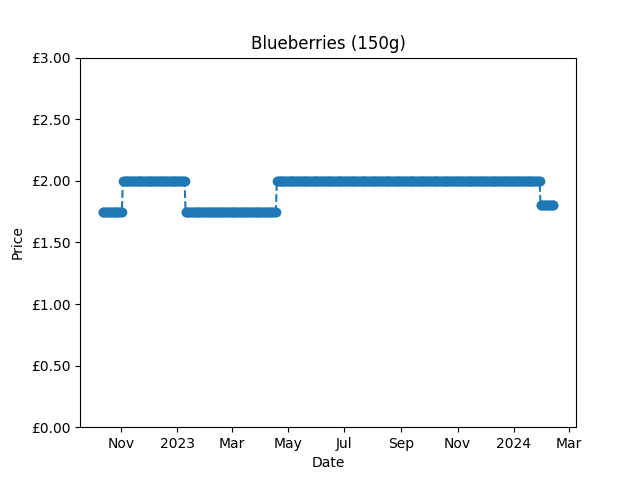 Blueberries (150g)
£3.00
£2.50
£2.00
£1.50
£1.00
£0.50
£0.00
Price
Nov 2023 Mar May Jul Sep Nov 2024 Mar
Date